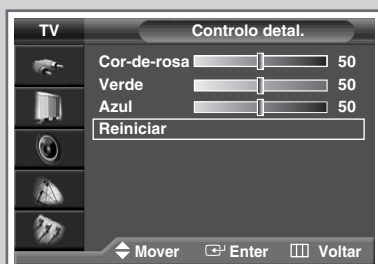 TV Controlo detal.
Cor-de-rosa 50
Verde 50
Azul 50
Reiniciar
Mover Enter Voltar